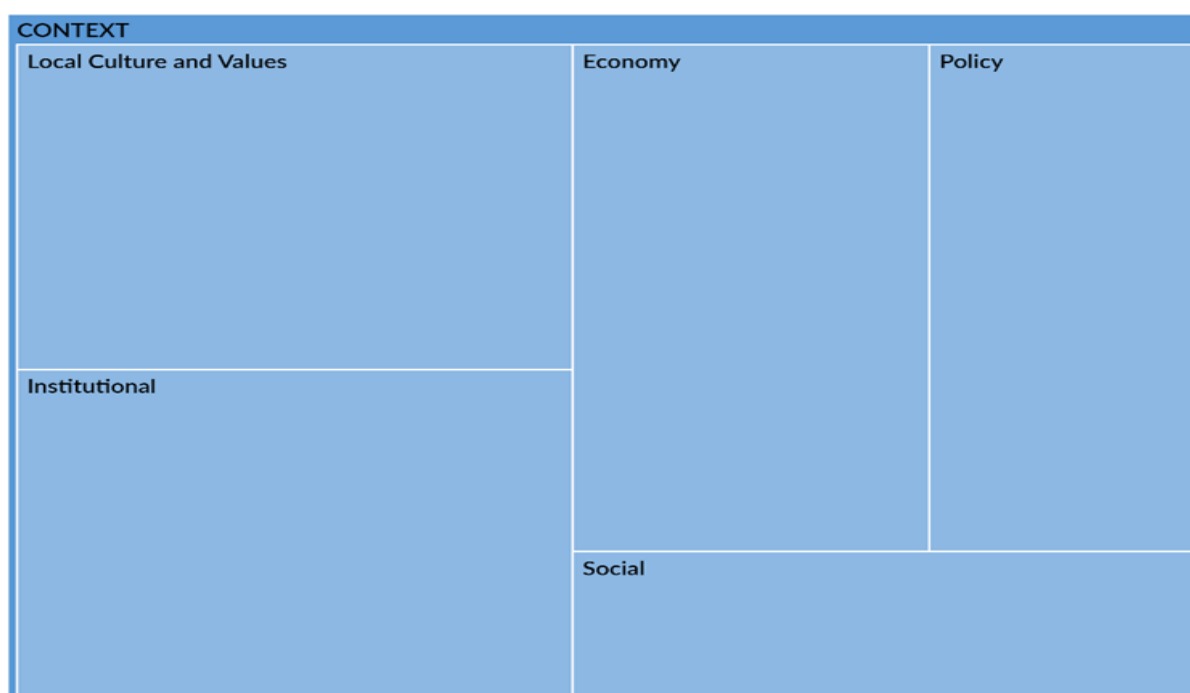 CONTEXT
Local Culture and Values
Economy
Policy
Institutional
Social